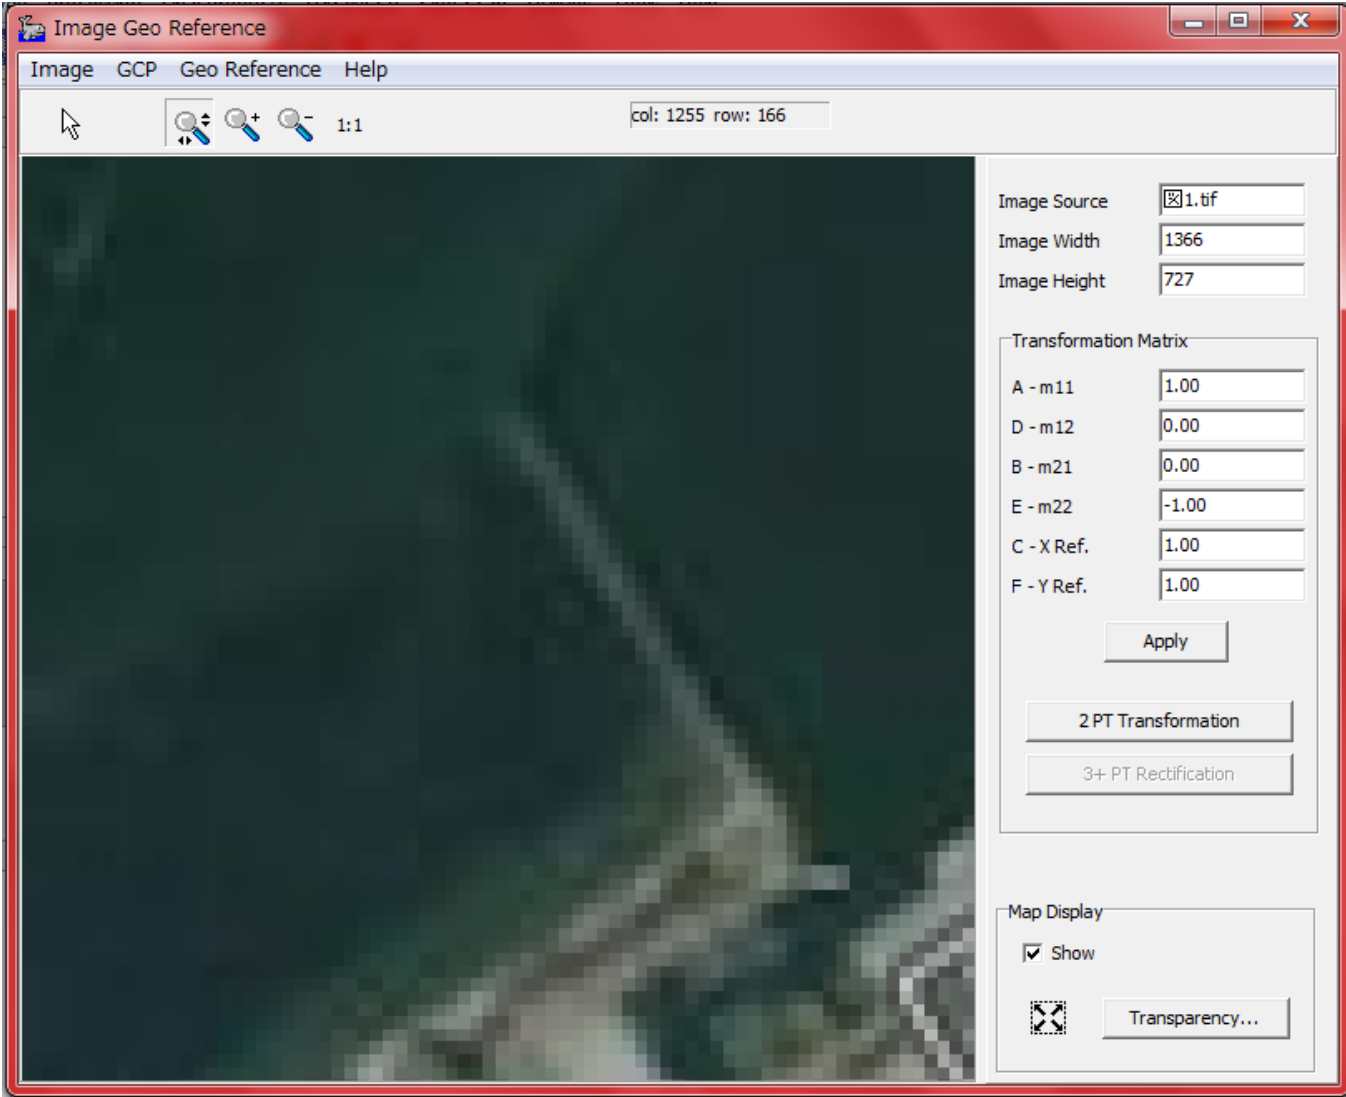 Image Geo Reference
Image GCP Geo Reference Help
1:1
col: 1255 row: 166
Image Source 図1.tif
Image Width 1366
Image Height 727
Transformation Matrix
A - m11 1.00
D - m12 0.00
B - m21 0.00
E - m22 -1.00
C - X Ref. 1.00
F - Y Ref. 1.00
Apply
2 PT Transformation
3+ PT Rectification
Map Display
Show
Transparency...